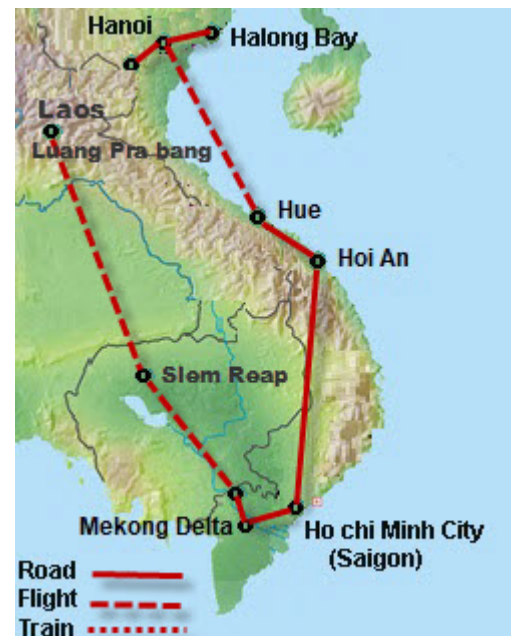 Hanoi
Halong Bay
Laos
Luang Pra bang
Hue
Hoi An
Siem Reap
Mekong Delta
Ho chi Minh City
(Saigon)
Road
Flight
Train